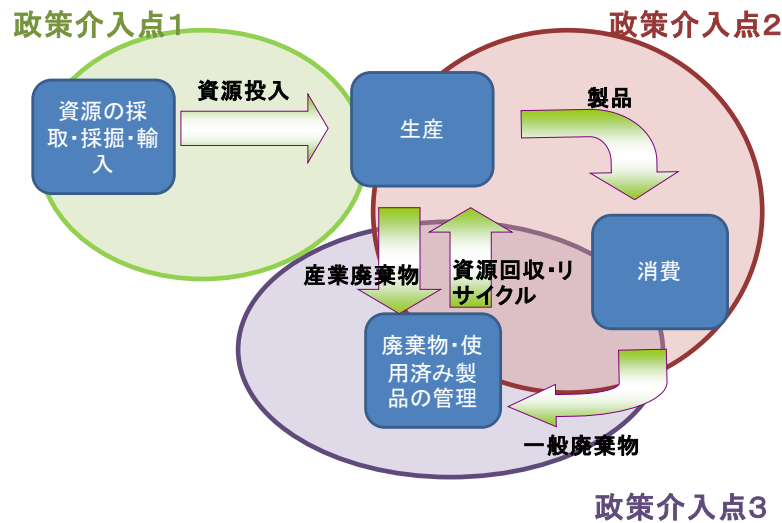 政策介入点1
政策介入点2
資源の採
取・採掘・輸
入
資源投入
生産
製品
産業廃棄物
資源回収・リ
サイクル
消費
廃棄物・使
用済み製
品の管理
一般廃棄物
政策介入点3